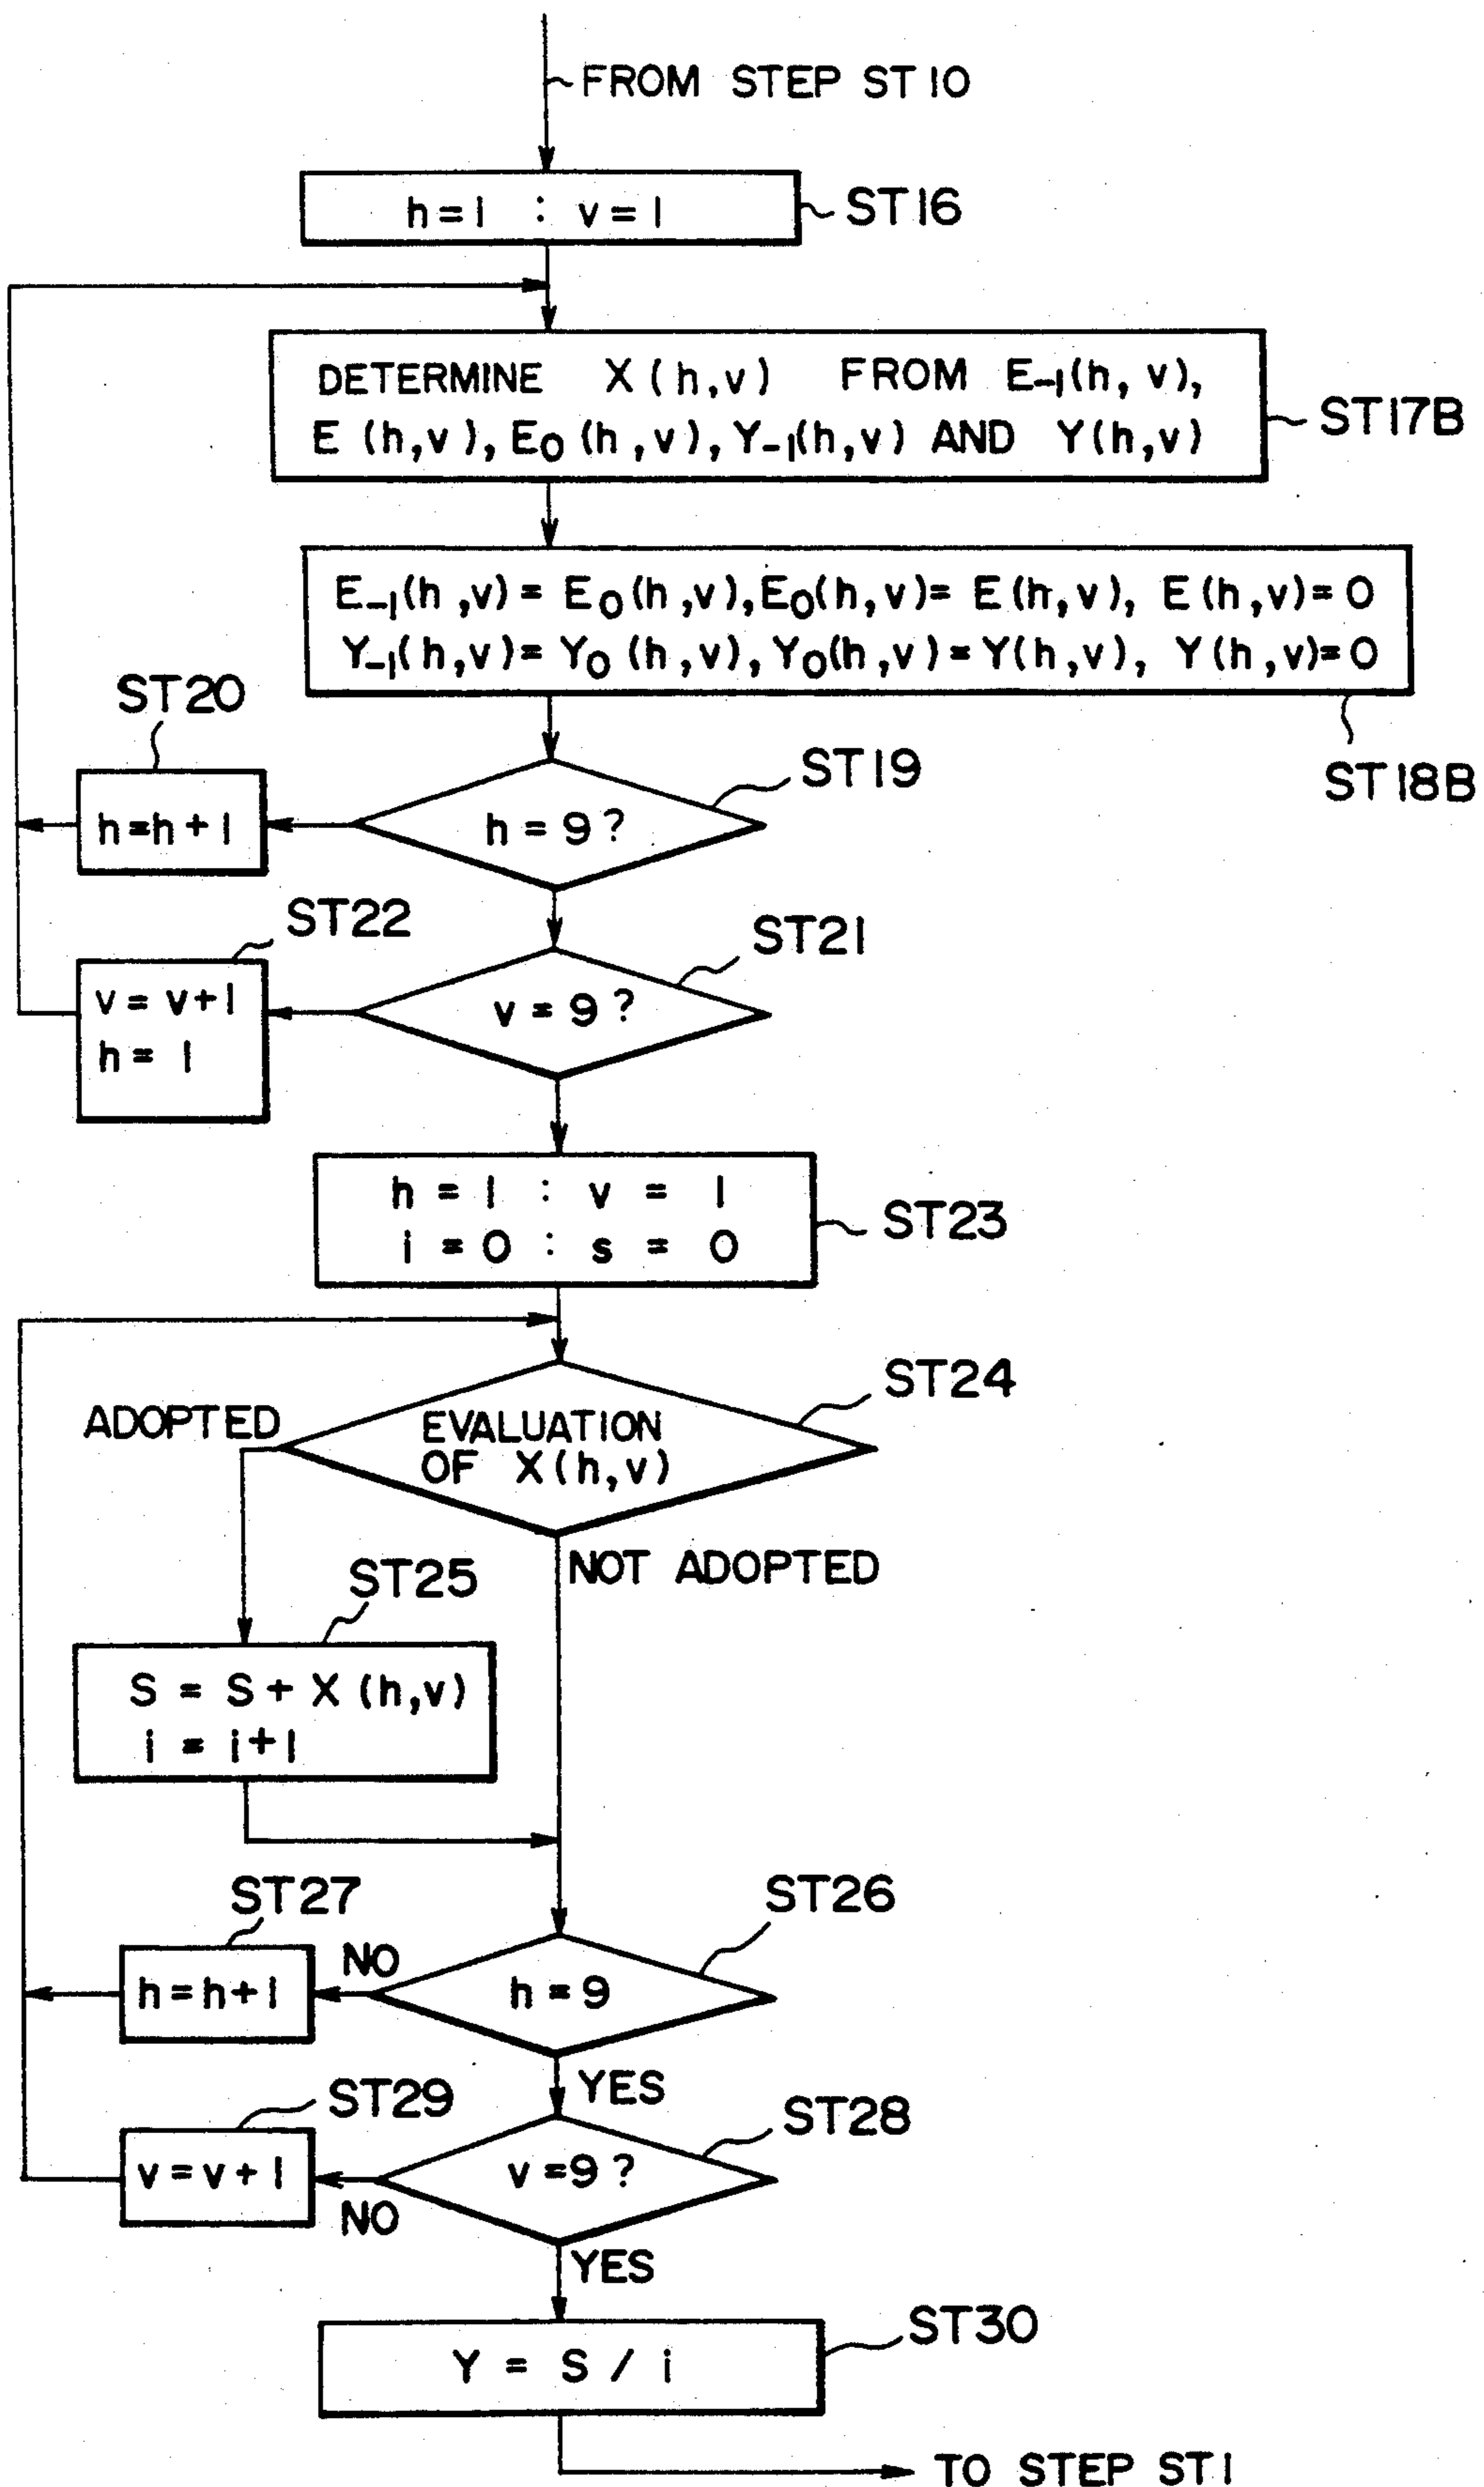 FROM STEP ST10
h=1 : v=1
ST16
DETERMINE X(h,v) FROM E₋₁(h,v),
E(h,v), E₀(h,v), Y₋₁(h,v) AND Y(h,v)
ST17B
E₋₁(h,v)= E₀(h,v), E₀(h,v)= E(h,v), E(h,v)=0
Y₋₁(h,v)= Y₀(h,v), Y₀(h,v)=Y(h,v), Y(h,v)=0
ST18B
ST20
h=h+1
ST19
h=9?
ST22
v=v+1
h=1
ST21
v=9?
h=1 : v=1
i=0 : s=0
ST23
ST24
ADOPTED
EVALUATION
OF X(h,v)
NOT ADOPTED
ST25
S = S + X(h,v)
i = i+1
ST27
ST26
NO
h=h+1
h=9
YES
ST29
ST28
v=v+1
v=9?
NO
YES
ST30
Y = S / i
TO STEP ST1